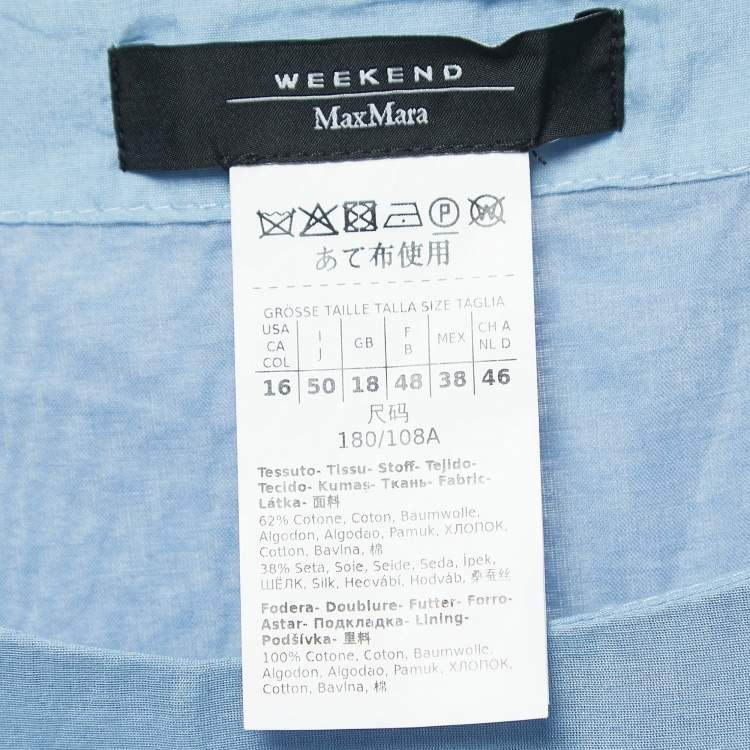 WEEKEND
MaxMara
P
W
あて布使用
GRÖSSE TAILLE TALLA SIZE TAGLIA
USA CA COL
I J
GB
F B
MEX
CH A NL D
16 50 18 48 38 46
尺码
180/108A
Tessuto- Tissu- Stoff- Tejido-
Tecido- Kumaş- Ткань- Fabric-
Látka- 面料
62% Cotone, Coton, Baumwolle,
Algodon, Algodao, Pamuk, ХЛОПОК,
Cotton, Bavlna, 棉
38% Seta, Soie, Seide, Seda, İpek,
ШЁЛК, Silk, Hedvábí, Hodváb, 桑蚕丝
Fodera- Doublure- Futter- Forro-
Astar- Подкладка- Lining-
Podšívka- 里料
100% Cotone, Coton, Baumwolle,
Algodon, Algodao, Pamuk, ХЛОПОК,
Cotton, Bavlna, 棉